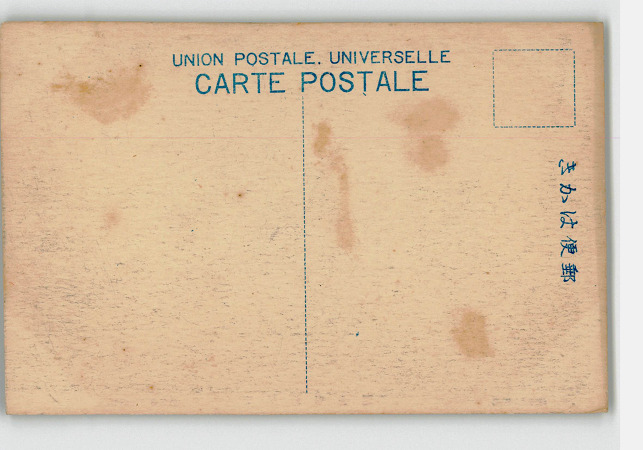 UNION POSTALE. UNIVERSELLE
CARTE POSTALE
郵便はかき